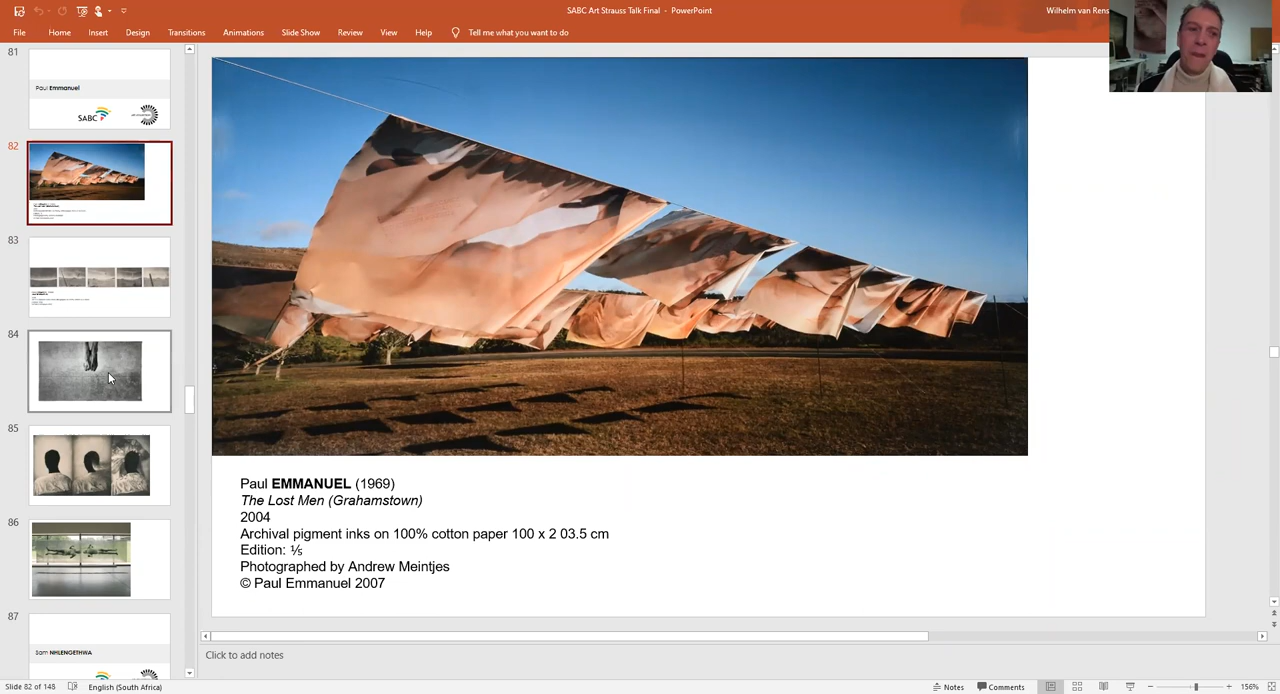 SABC Art Strauss Talk Final - PowerPoint
Wilhelm van Rens
File Home Insert Design Transitions Animations Slide Show Review View Help Tell me what you want to do
81
Paul Emmanuel
SABC
82
83
84
85
86
87
Sam NHLENGETHWA
Paul EMMANUEL (1969)
The Lost Men (Grahamstown)
2004
Archival pigment inks on 100% cotton paper 100 x 2 03.5 cm
Edition: ⅕
Photographed by Andrew Meintjes
© Paul Emmanuel 2007
Click to add notes
Slide 82 of 148 English (South Africa) Notes Comments 156%